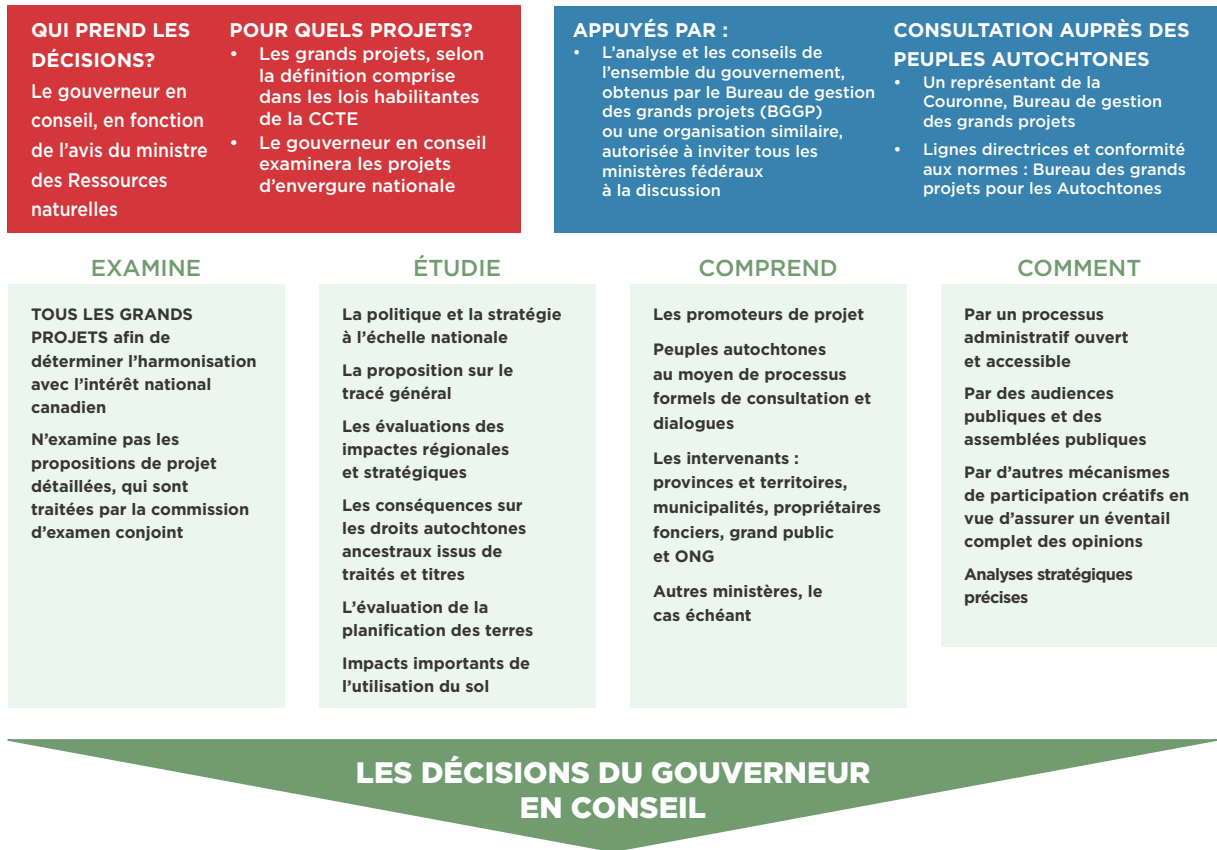 QUI PREND LES
DÉCISIONS?
Le gouverneur en
conseil, en fonction
de l'avis du ministre
des Ressources
naturelles
POUR QUELS PROJETS?
• Les grands projets, selon
la définition comprise
dans les lois habilitantes
de la CCTE
• Le gouverneur en conseil
examinera les projets
d'envergure nationale
APPUYÉS PAR :
• L'analyse et les conseils de
l'ensemble du gouvernement,
obtenus par le Bureau de gestion
des grands projets (BGGP)
ou une organisation similaire,
autorisée à inviter tous les
ministères fédéraux
à la discussion
CONSULTATION AUPRÈS DES
PEUPLES AUTOCHTONES
• Un représentant de la
Couronne, Bureau de gestion
des grands projets
• Lignes directrices et conformité
aux normes : Bureau des grands
projets pour les Autochtones
EXAMINE
TOUS LES GRANDS
PROJETS afin de
déterminer l'harmonisation
avec l'intérêt national
canadien
N'examine pas les
propositions de projet
détaillées, qui sont
traitées par la commission
d'examen conjoint
ÉTUDIE
La politique et la stratégie
à l'échelle nationale
La proposition sur le
tracé général
Les évaluations des
impactes régionales
et stratégiques
Les conséquences sur
les droits autochtones
ancestraux issus de
traités et titres
L'évaluation de la
planification des terres
Impacts importants de
l'utilisation du sol
COMPREND
Les promoteurs de projet
Peuples autochtones
au moyen de processus
formels de consultation et
dialogues
Les intervenants :
provinces et territoires,
municipalités, propriétaires
fonciers, grand public
et ONG
Autres ministères, le
cas échéant
COMMENT
Par un processus
administratif ouvert
et accessible
Par des audiences
publiques et des
assemblées publiques
Par d'autres mécanismes
de participation créatifs en
vue d'assurer un éventail
complet des opinions
Analyses stratégiques
précises
LES DÉCISIONS DU GOUVERNEUR
EN CONSEIL